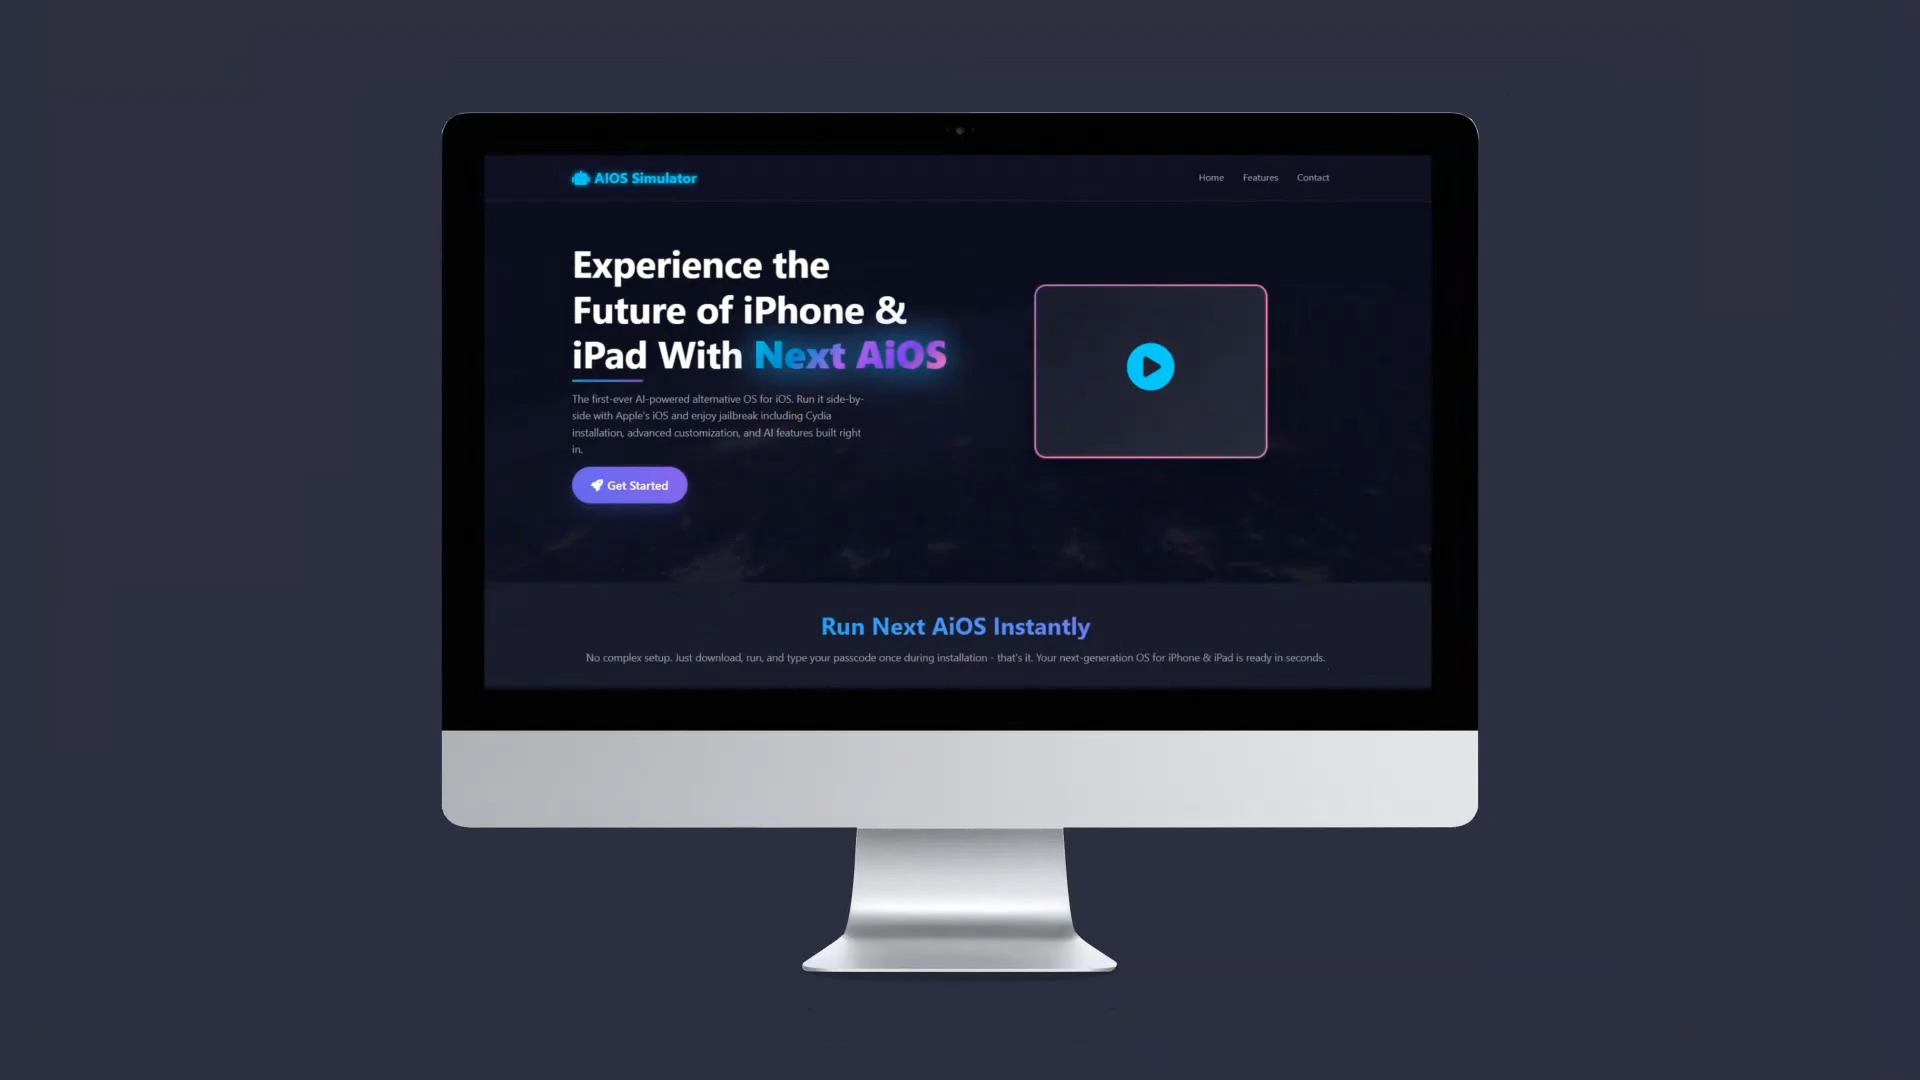 AIOS Simulator
Home Features Contact
Experience the
Future of iPhone &
iPad With Next AiOS
The first-ever AI-powered alternative OS for iOS. Run it side-by-
side with Apple's iOS and enjoy jailbreak including Cydia
installation, advanced customization, and AI features built right
in.
Get Started
Run Next AiOS Instantly
No complex setup. Just download, run, and type your passcode once during installation - that's it. Your next-generation OS for iPhone & iPad is ready in seconds.